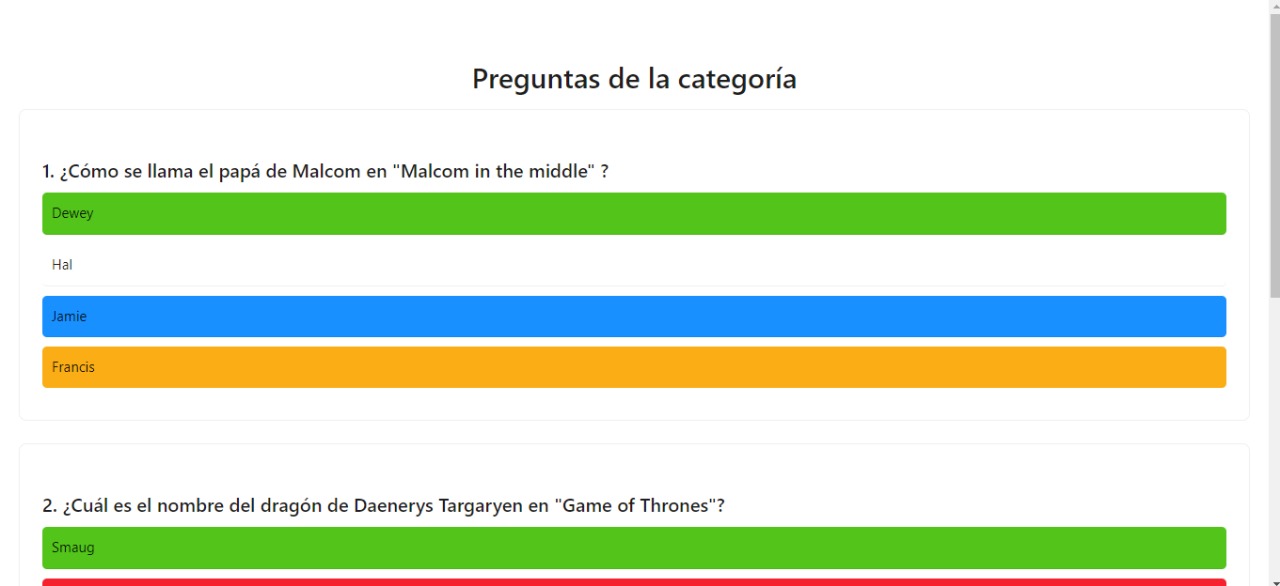 Preguntas de la categoría
1. ¿Cómo se llama el papá de Malcom en "Malcom in the middle" ?
Dewey
Hal
Jamie
Francis
2. ¿Cuál es el nombre del dragón de Daenerys Targaryen en "Game of Thrones"?
Smaug